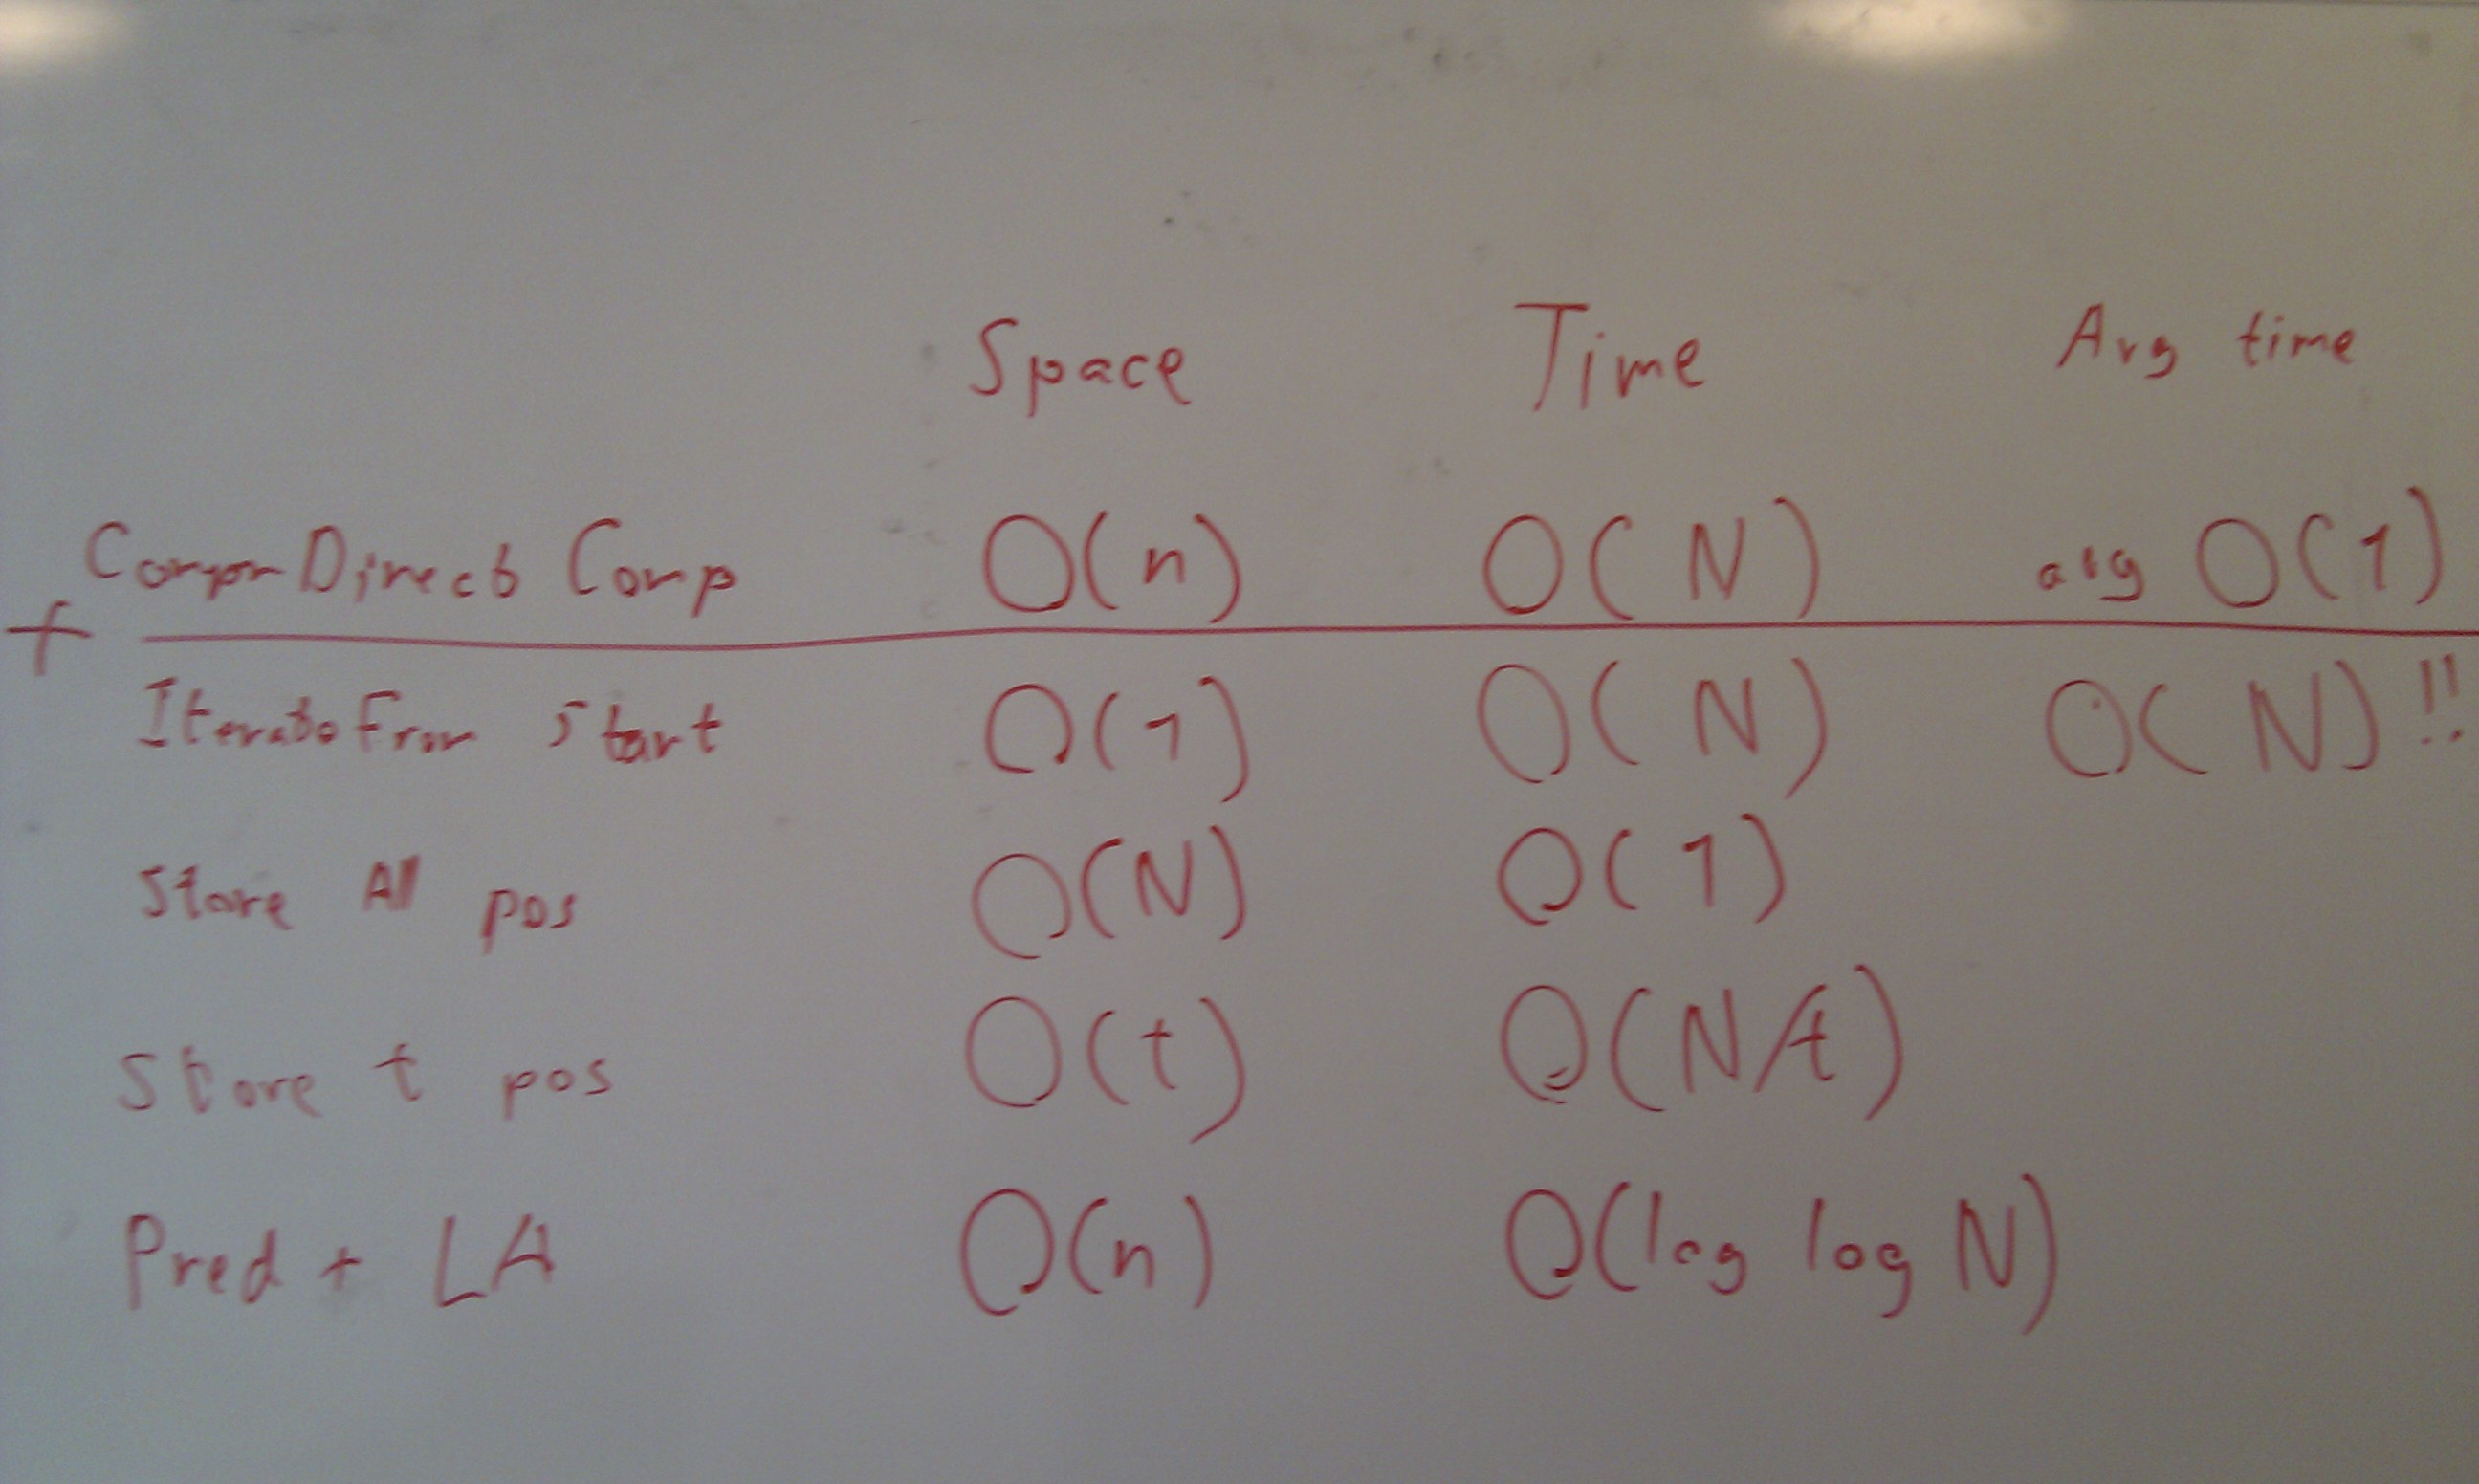 Space Time Avg time
Direct Comp O(n) O(N) avg O(1)
+
Iterate From Start O(1) O(N) O(N)!!
Store All pos O(N) O(1)
Store t pos O(t) O(N/t)
Pred + LA O(n) O(log log N)